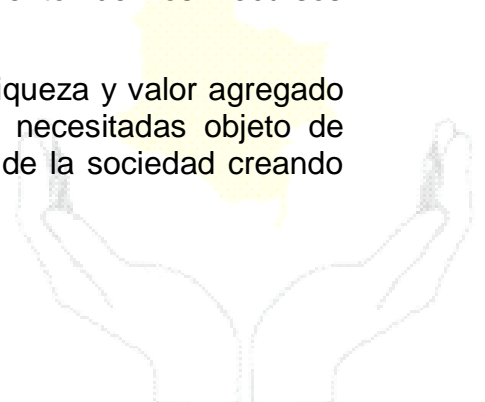 iqueza y valor agregado
necesitadas objeto de
de la sociedad creando